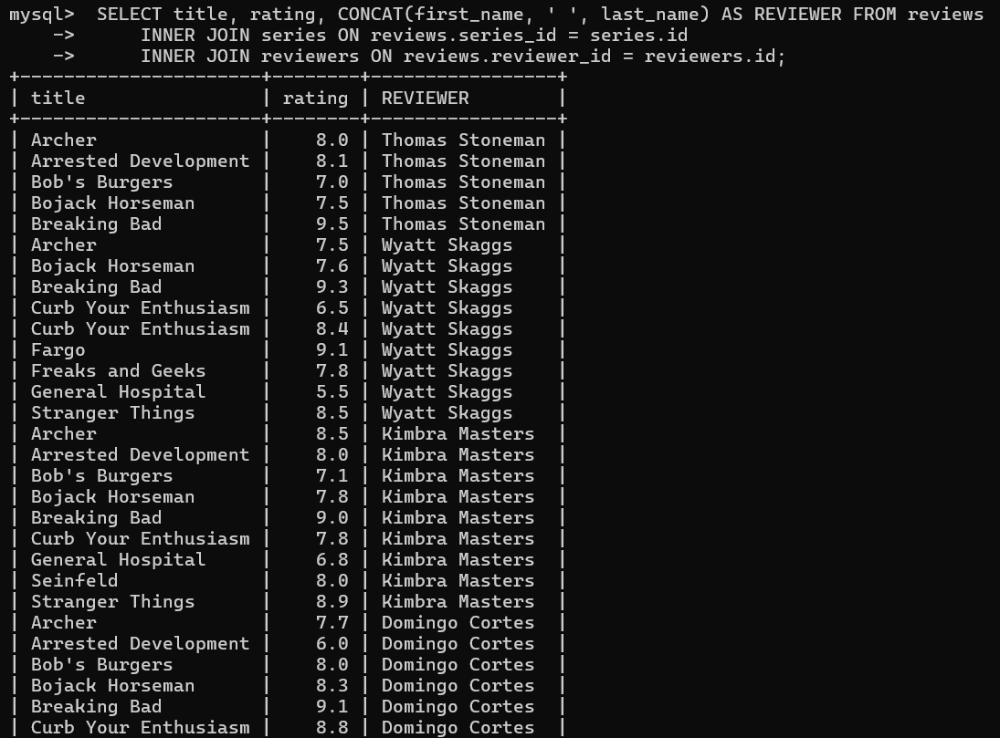 mysql>  SELECT title, rating, CONCAT(first_name, ' ', last_name) AS REVIEWER FROM reviews
    ->      INNER JOIN series ON reviews.series_id = series.id
    ->      INNER JOIN reviewers ON reviews.reviewer_id = reviewers.id;
+----------------------+--------+-----------------+
| title                | rating | REVIEWER        |
+----------------------+--------+-----------------+
| Archer               |    8.0 | Thomas Stoneman |
| Arrested Development |    8.1 | Thomas Stoneman |
| Bob's Burgers        |    7.0 | Thomas Stoneman |
| Bojack Horseman      |    7.5 | Thomas Stoneman |
| Breaking Bad         |    9.5 | Thomas Stoneman |
| Archer               |    7.5 | Wyatt Skaggs    |
| Bojack Horseman      |    7.6 | Wyatt Skaggs    |
| Breaking Bad         |    9.3 | Wyatt Skaggs    |
| Curb Your Enthusiasm |    6.5 | Wyatt Skaggs    |
| Curb Your Enthusiasm |    8.4 | Wyatt Skaggs    |
| Fargo                |    9.1 | Wyatt Skaggs    |
| Freaks and Geeks     |    7.8 | Wyatt Skaggs    |
| General Hospital     |    5.5 | Wyatt Skaggs    |
| Stranger Things      |    8.5 | Wyatt Skaggs    |
| Archer               |    8.5 | Kimbra Masters  |
| Arrested Development |    8.0 | Kimbra Masters  |
| Bob's Burgers        |    7.1 | Kimbra Masters  |
| Bojack Horseman      |    7.8 | Kimbra Masters  |
| Breaking Bad         |    9.0 | Kimbra Masters  |
| Curb Your Enthusiasm |    7.8 | Kimbra Masters  |
| General Hospital     |    6.8 | Kimbra Masters  |
| Seinfeld             |    8.0 | Kimbra Masters  |
| Stranger Things      |    8.9 | Kimbra Masters  |
| Archer               |    7.7 | Domingo Cortes  |
| Arrested Development |    6.0 | Domingo Cortes  |
| Bob's Burgers        |    8.0 | Domingo Cortes  |
| Bojack Horseman      |    8.3 | Domingo Cortes  |
| Breaking Bad         |    9.1 | Domingo Cortes  |
| Curb Your Enthusiasm |    8.8 | Domingo Cortes  |